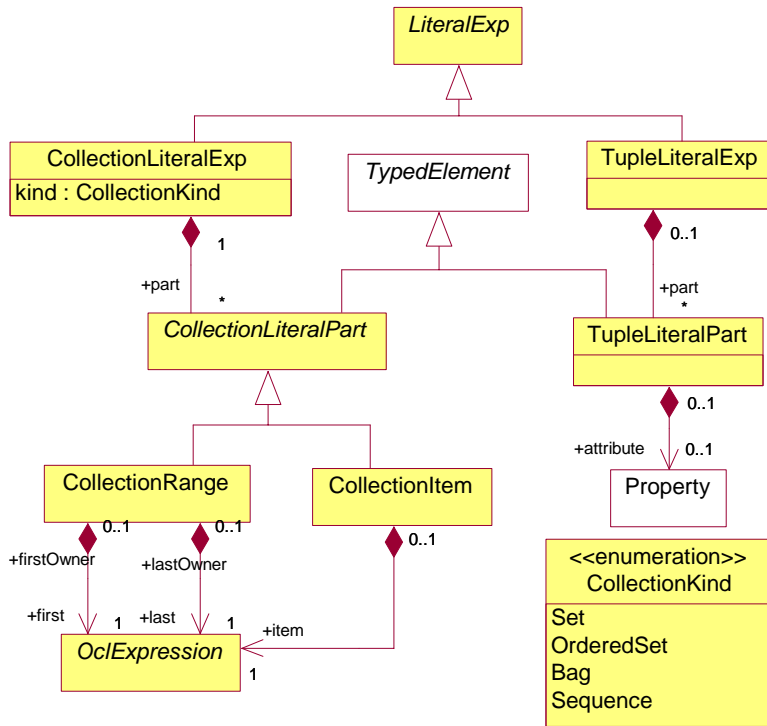 LiteralExp
CollectionLiteralExp
kind : CollectionKind
TypedElement
TupleLiteralExp
1
0..1
+part
*
+part
*
CollectionLiteralPart
TupleLiteralPart
0..1
+attribute
0..1
CollectionRange
CollectionItem
Property
0..1
0..1
0..1
+firstOwner
+lastOwner
+first
1
+last
1
+item
OclExpression
1
<<enumeration>>
CollectionKind
Set
OrderedSet
Bag
Sequence